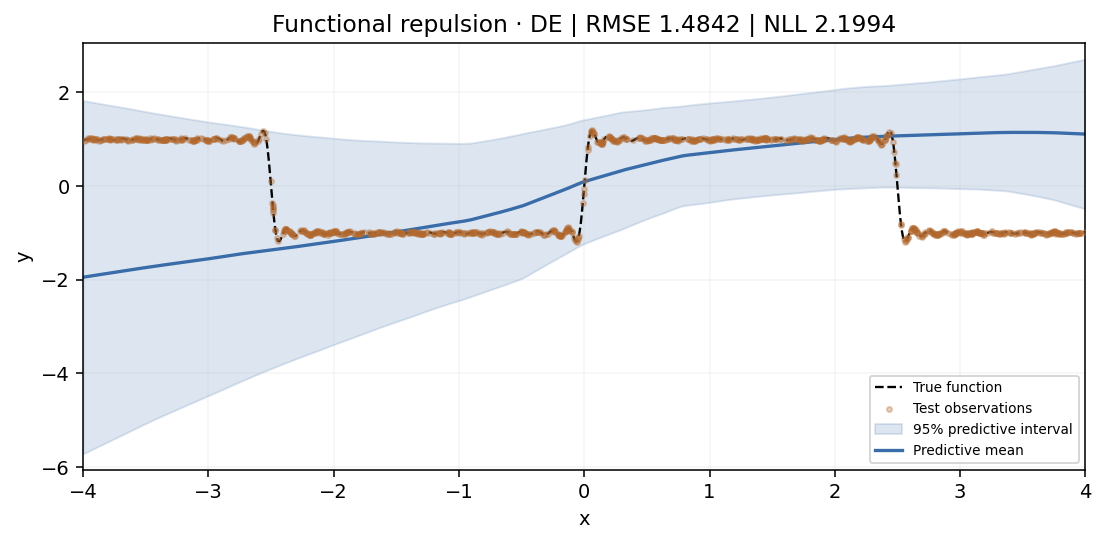 Functional repulsion · DE | RMSE 1.4842 | NLL 2.1994
y
2
0
−2
−4
−6
True function
Test observations
95% predictive interval
Predictive mean
−4 −3 −2 −1 0 1 2 3 4
x